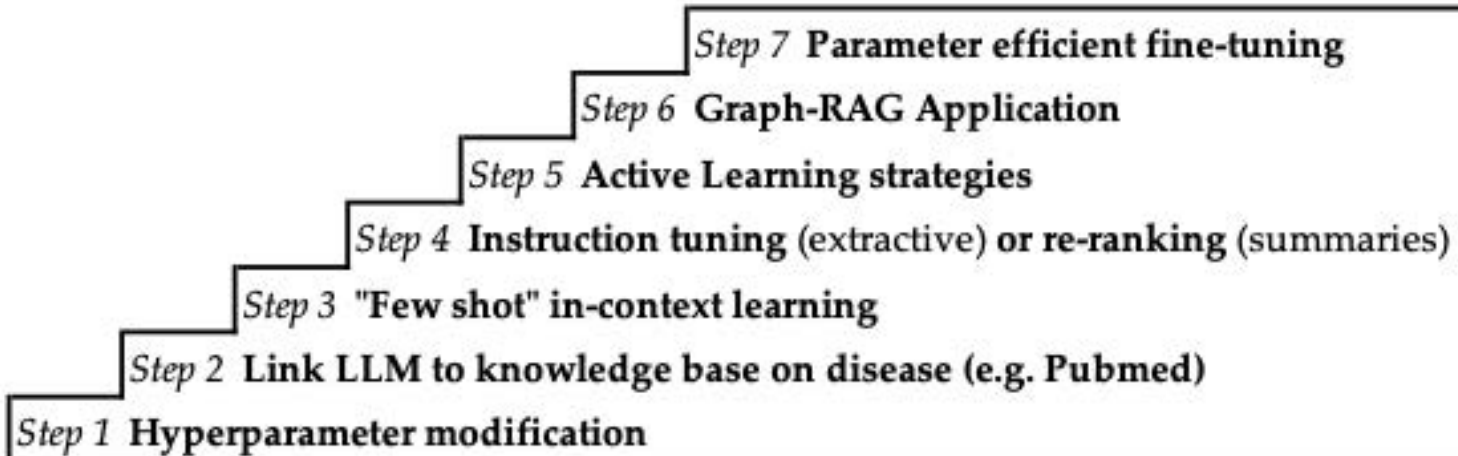 Step 7 Parameter efficient fine-tuning
Step 6 Graph-RAG Application
Step 5 Active Learning strategies
Step 4 Instruction tuning (extractive) or re-ranking (summaries)
Step 3 "Few shot" in-context learning
Step 2 Link LLM to knowledge base on disease (e.g. Pubmed)
Step 1 Hyperparameter modification